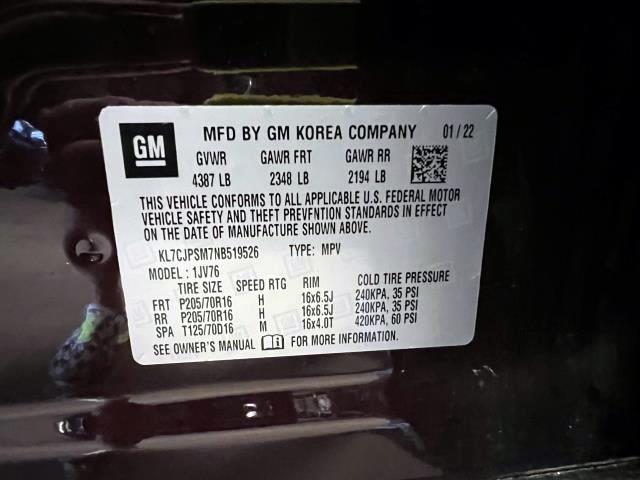 GM MFD BY GM KOREA COMPANY 01 / 22
GVWR GAWR FRT GAWR RR
4387 LB 2348 LB 2194 LB
THIS VEHICLE CONFORMS TO ALL APPLICABLE U.S. FEDERAL MOTOR
VEHICLE SAFETY AND THEFT PREVENTION STANDARDS IN EFFECT
ON THE DATE OF MANUFACTURE SHOWN ABOVE.
KL7CJPSM7NB519526 TYPE: MPV
MODEL: 1JV76
TIRE SIZE SPEED RTG RIM COLD TIRE PRESSURE
FRT P205/70R16 H 16x6.5J 240KPA, 35 PSI
RR P205/70R16 H 16x6.5J 240KPA, 35 PSI
SPA T125/70D16 M 16x4.0T 420KPA, 60 PSI
SEE OWNER'S MANUAL FOR MORE INFORMATION.